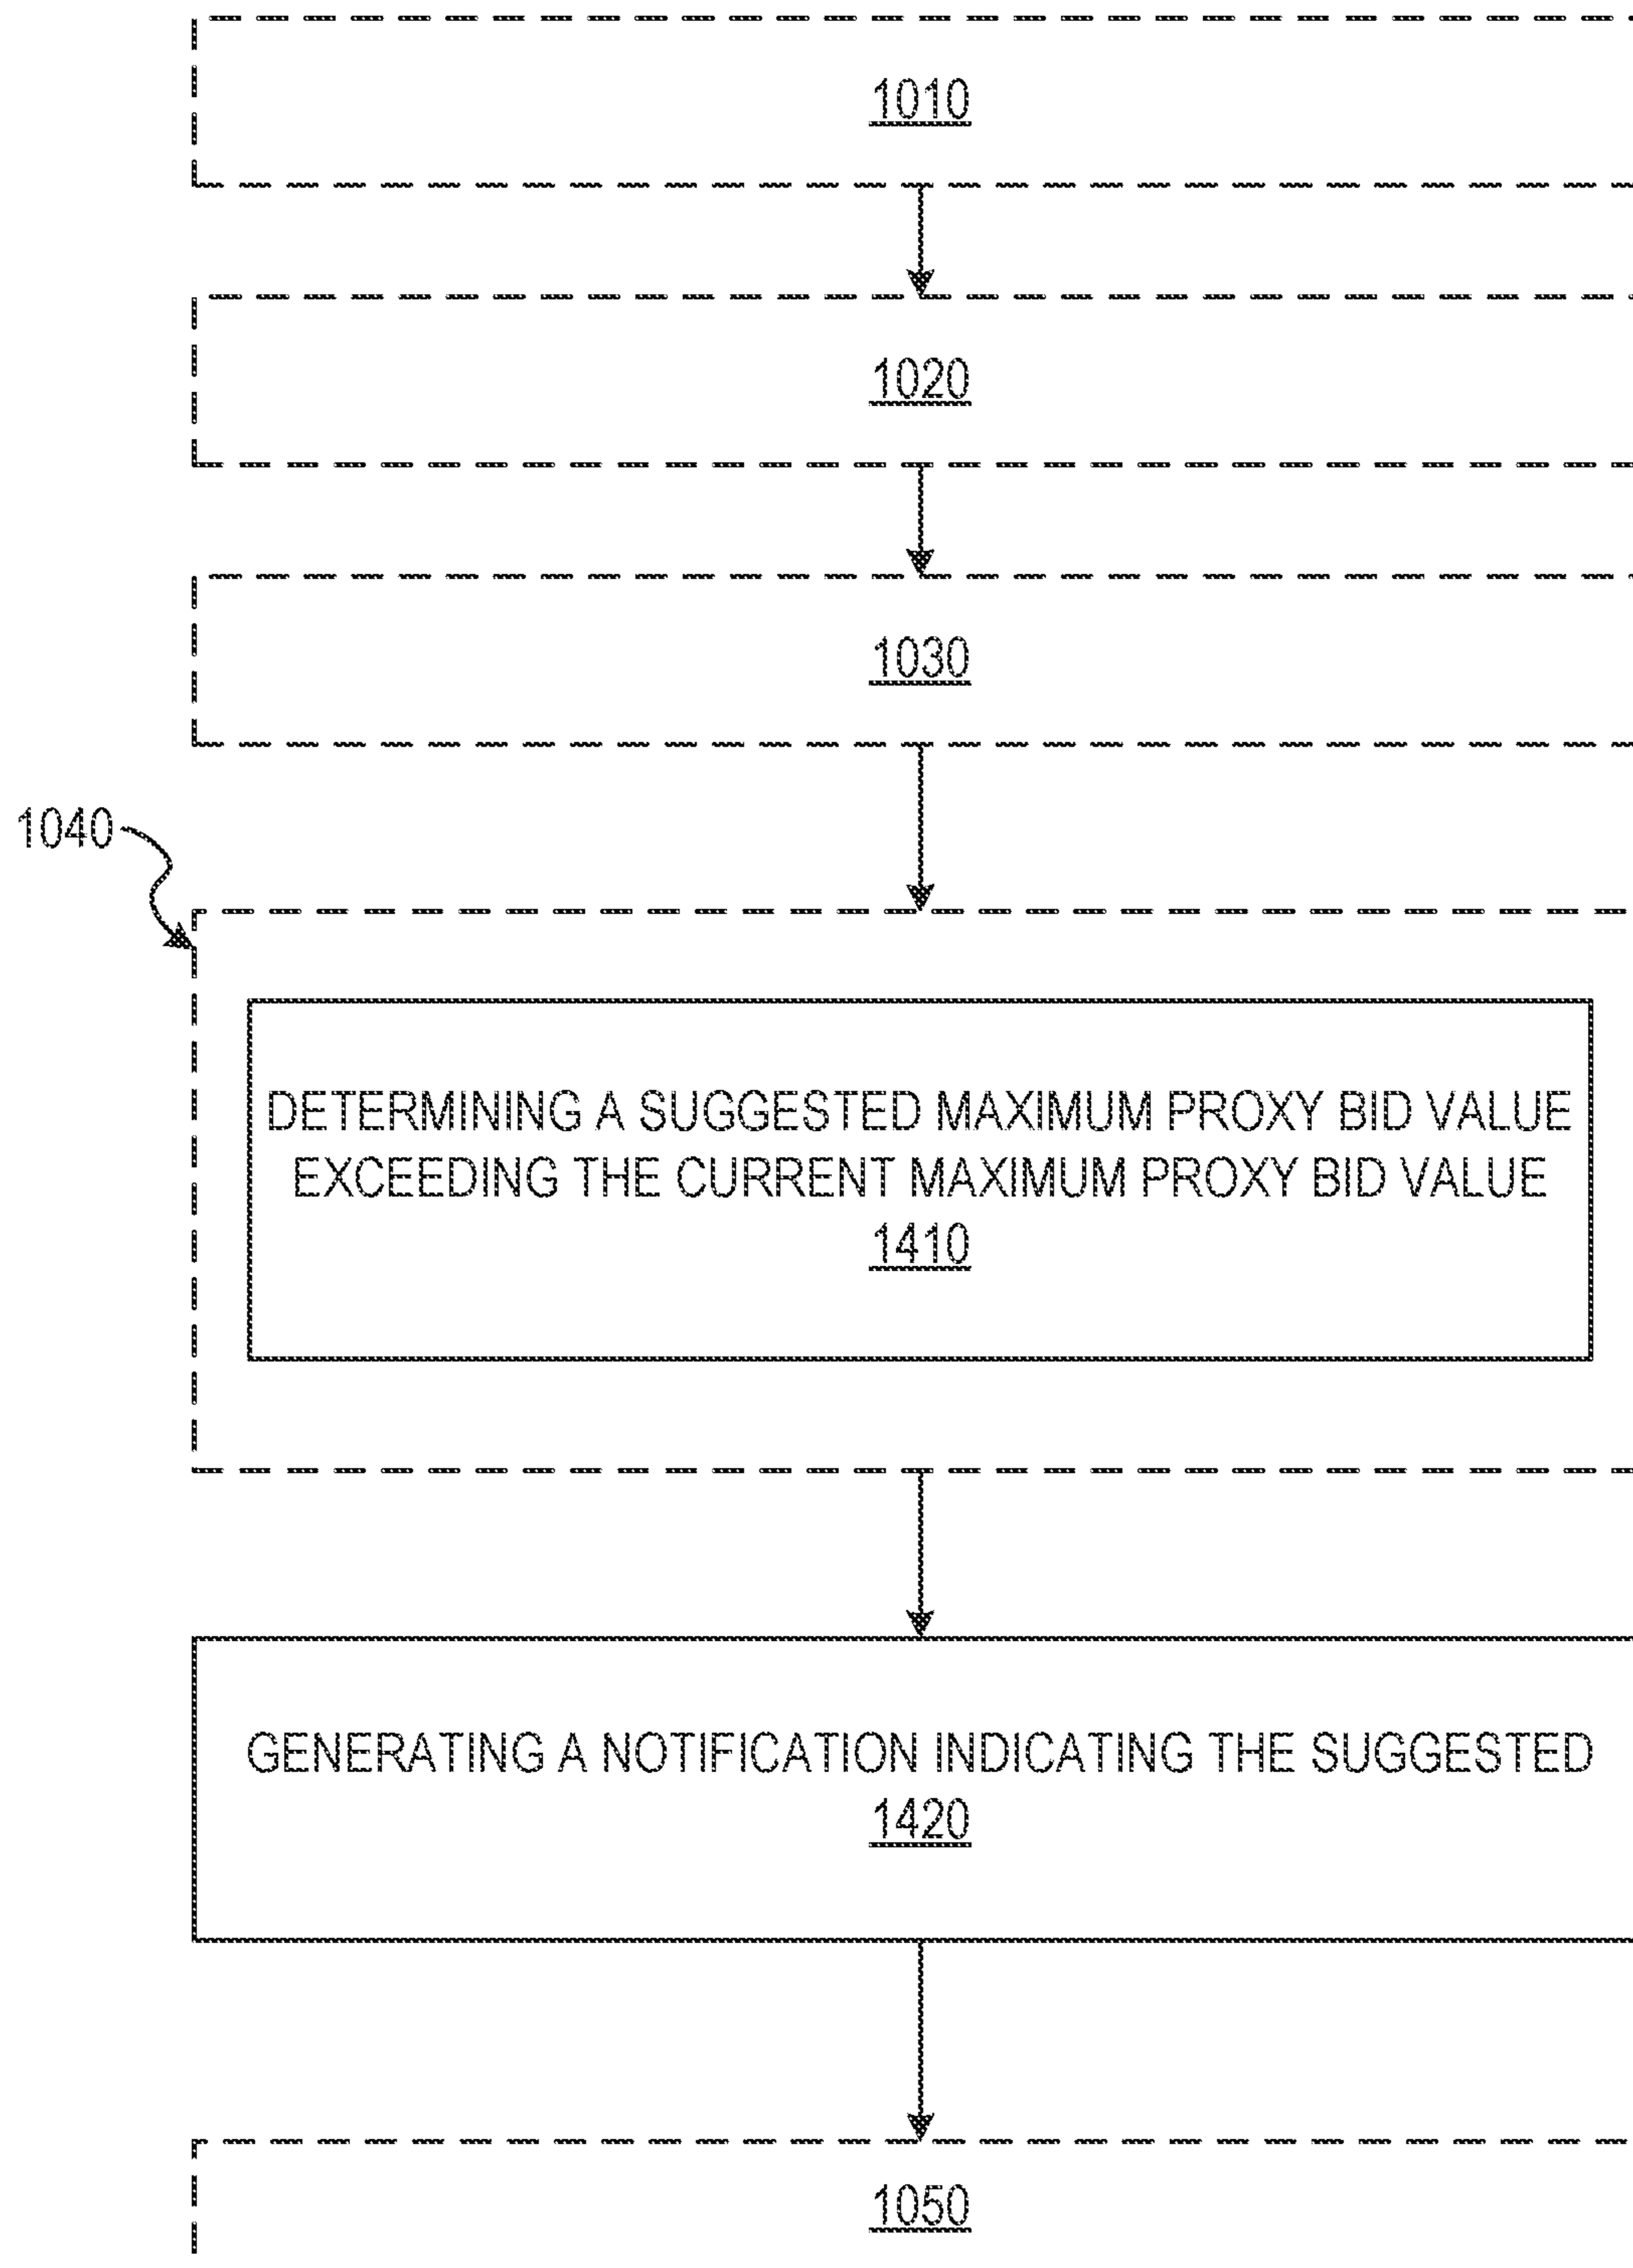 1010
1020
1030
1040
DETERMINING A SUGGESTED MAXIMUM PROXY BID VALUE
EXCEEDING THE CURRENT MAXIMUM PROXY BID VALUE
1410
GENERATING A NOTIFICATION INDICATING THE SUGGESTED
1420
1050